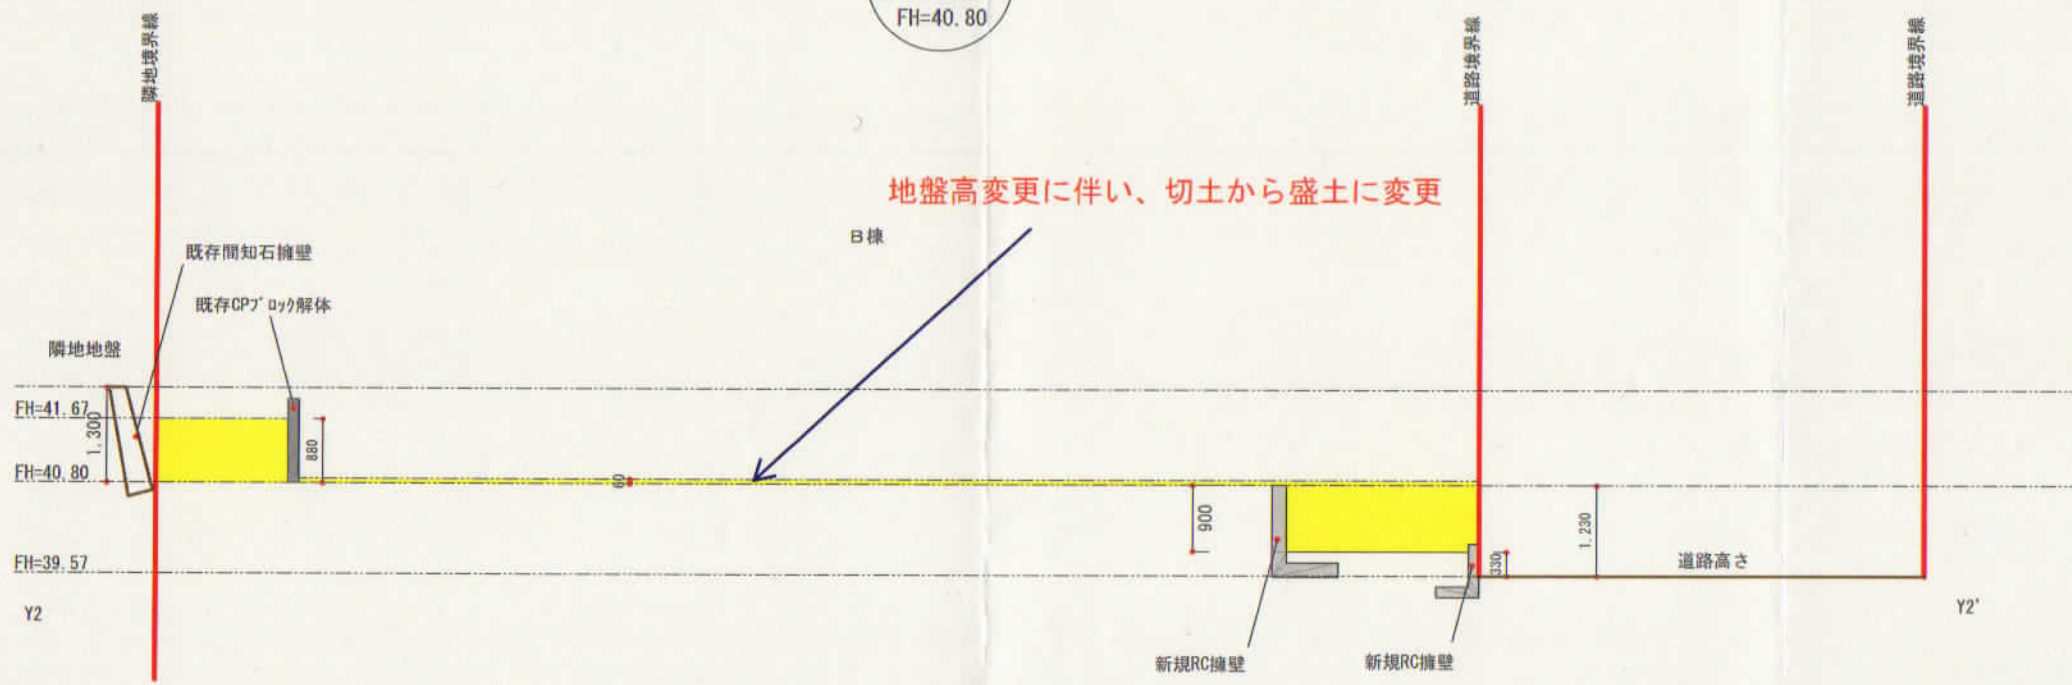 FH=40.80
隣地境界線
道路境界線
道路境界線
地盤高変更に伴い、切土から盛土に変更
B棟
既存間知石擁壁
既存CPブロック解体
隣地地盤
FH=41.67
1.300
880
FH=40.80
60
900
1.230
FH=39.57
330
道路高さ
Y2
Y2'
新規RC擁壁
新規RC擁壁